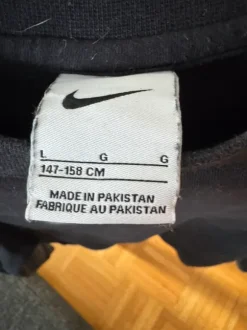 L G G
147-158 CM
MADE IN PAKISTAN
FABRIQUE AU PAKISTAN